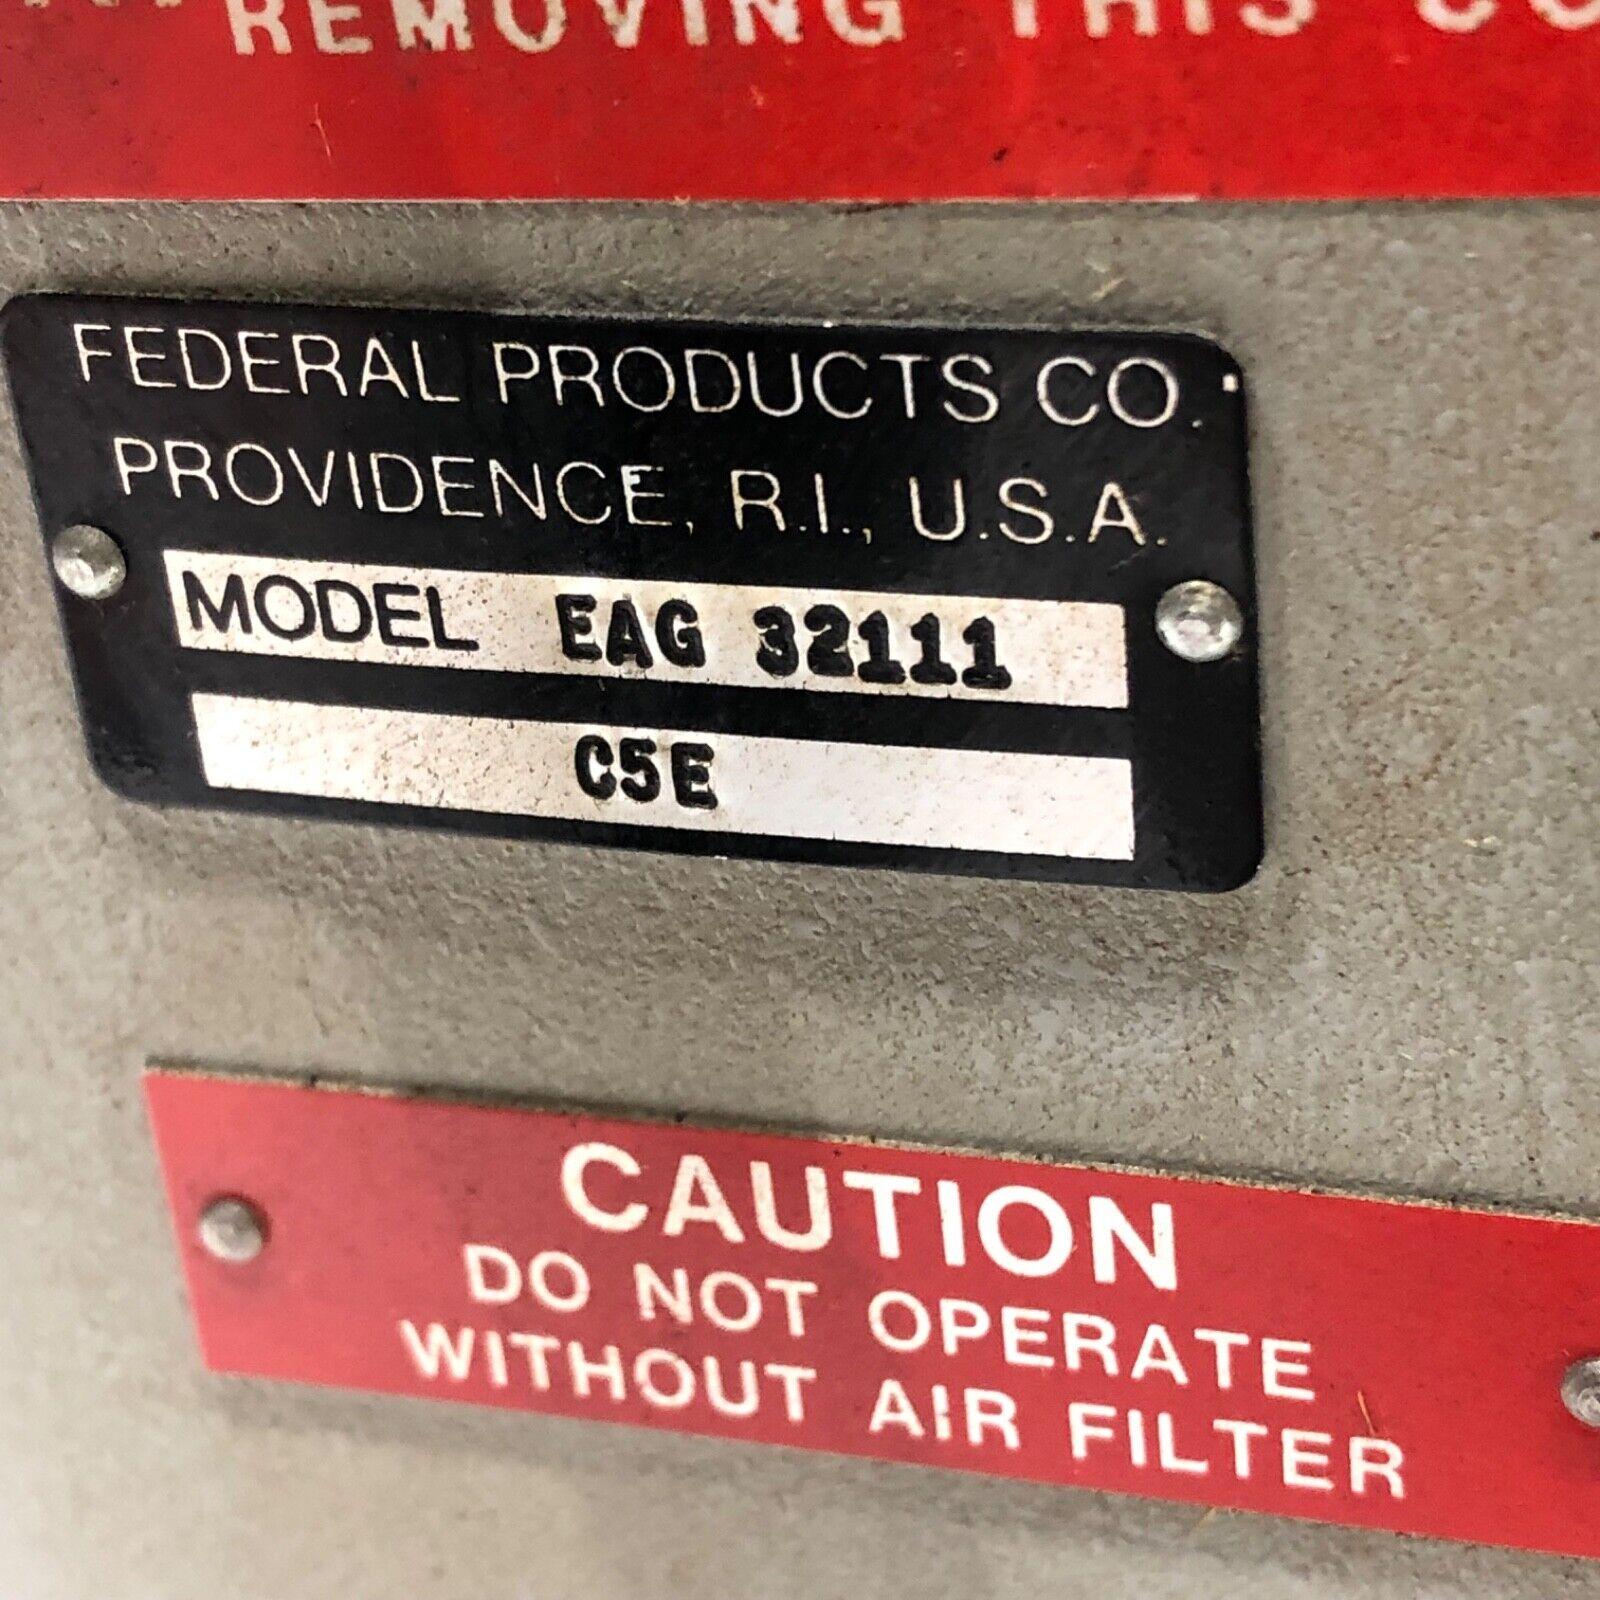 REMOVING THIS
FEDERAL PRODUCTS CO.
PROVIDENCE, R.I., U.S.A.
MODEL EAG 32111
C5E
CAUTION
DO NOT OPERATE
WITHOUT AIR FILTER